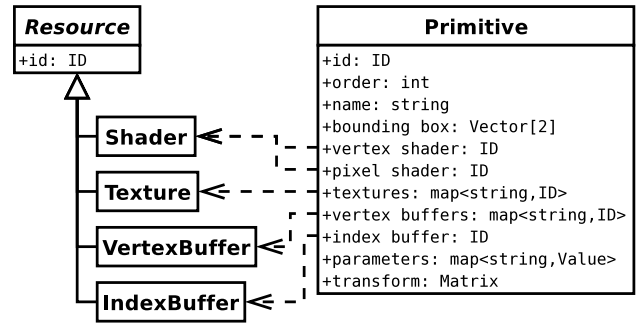 Resource
+id: ID
Shader
Texture
VertexBuffer
IndexBuffer
Primitive
+id: ID
+order: int
+name: string
+bounding box: Vector[2]
+vertex shader: ID
+pixel shader: ID
+textures: map<string,ID>
+vertex buffers: map<string,ID>
+index buffer: ID
+parameters: map<string,Value>
+transform: Matrix